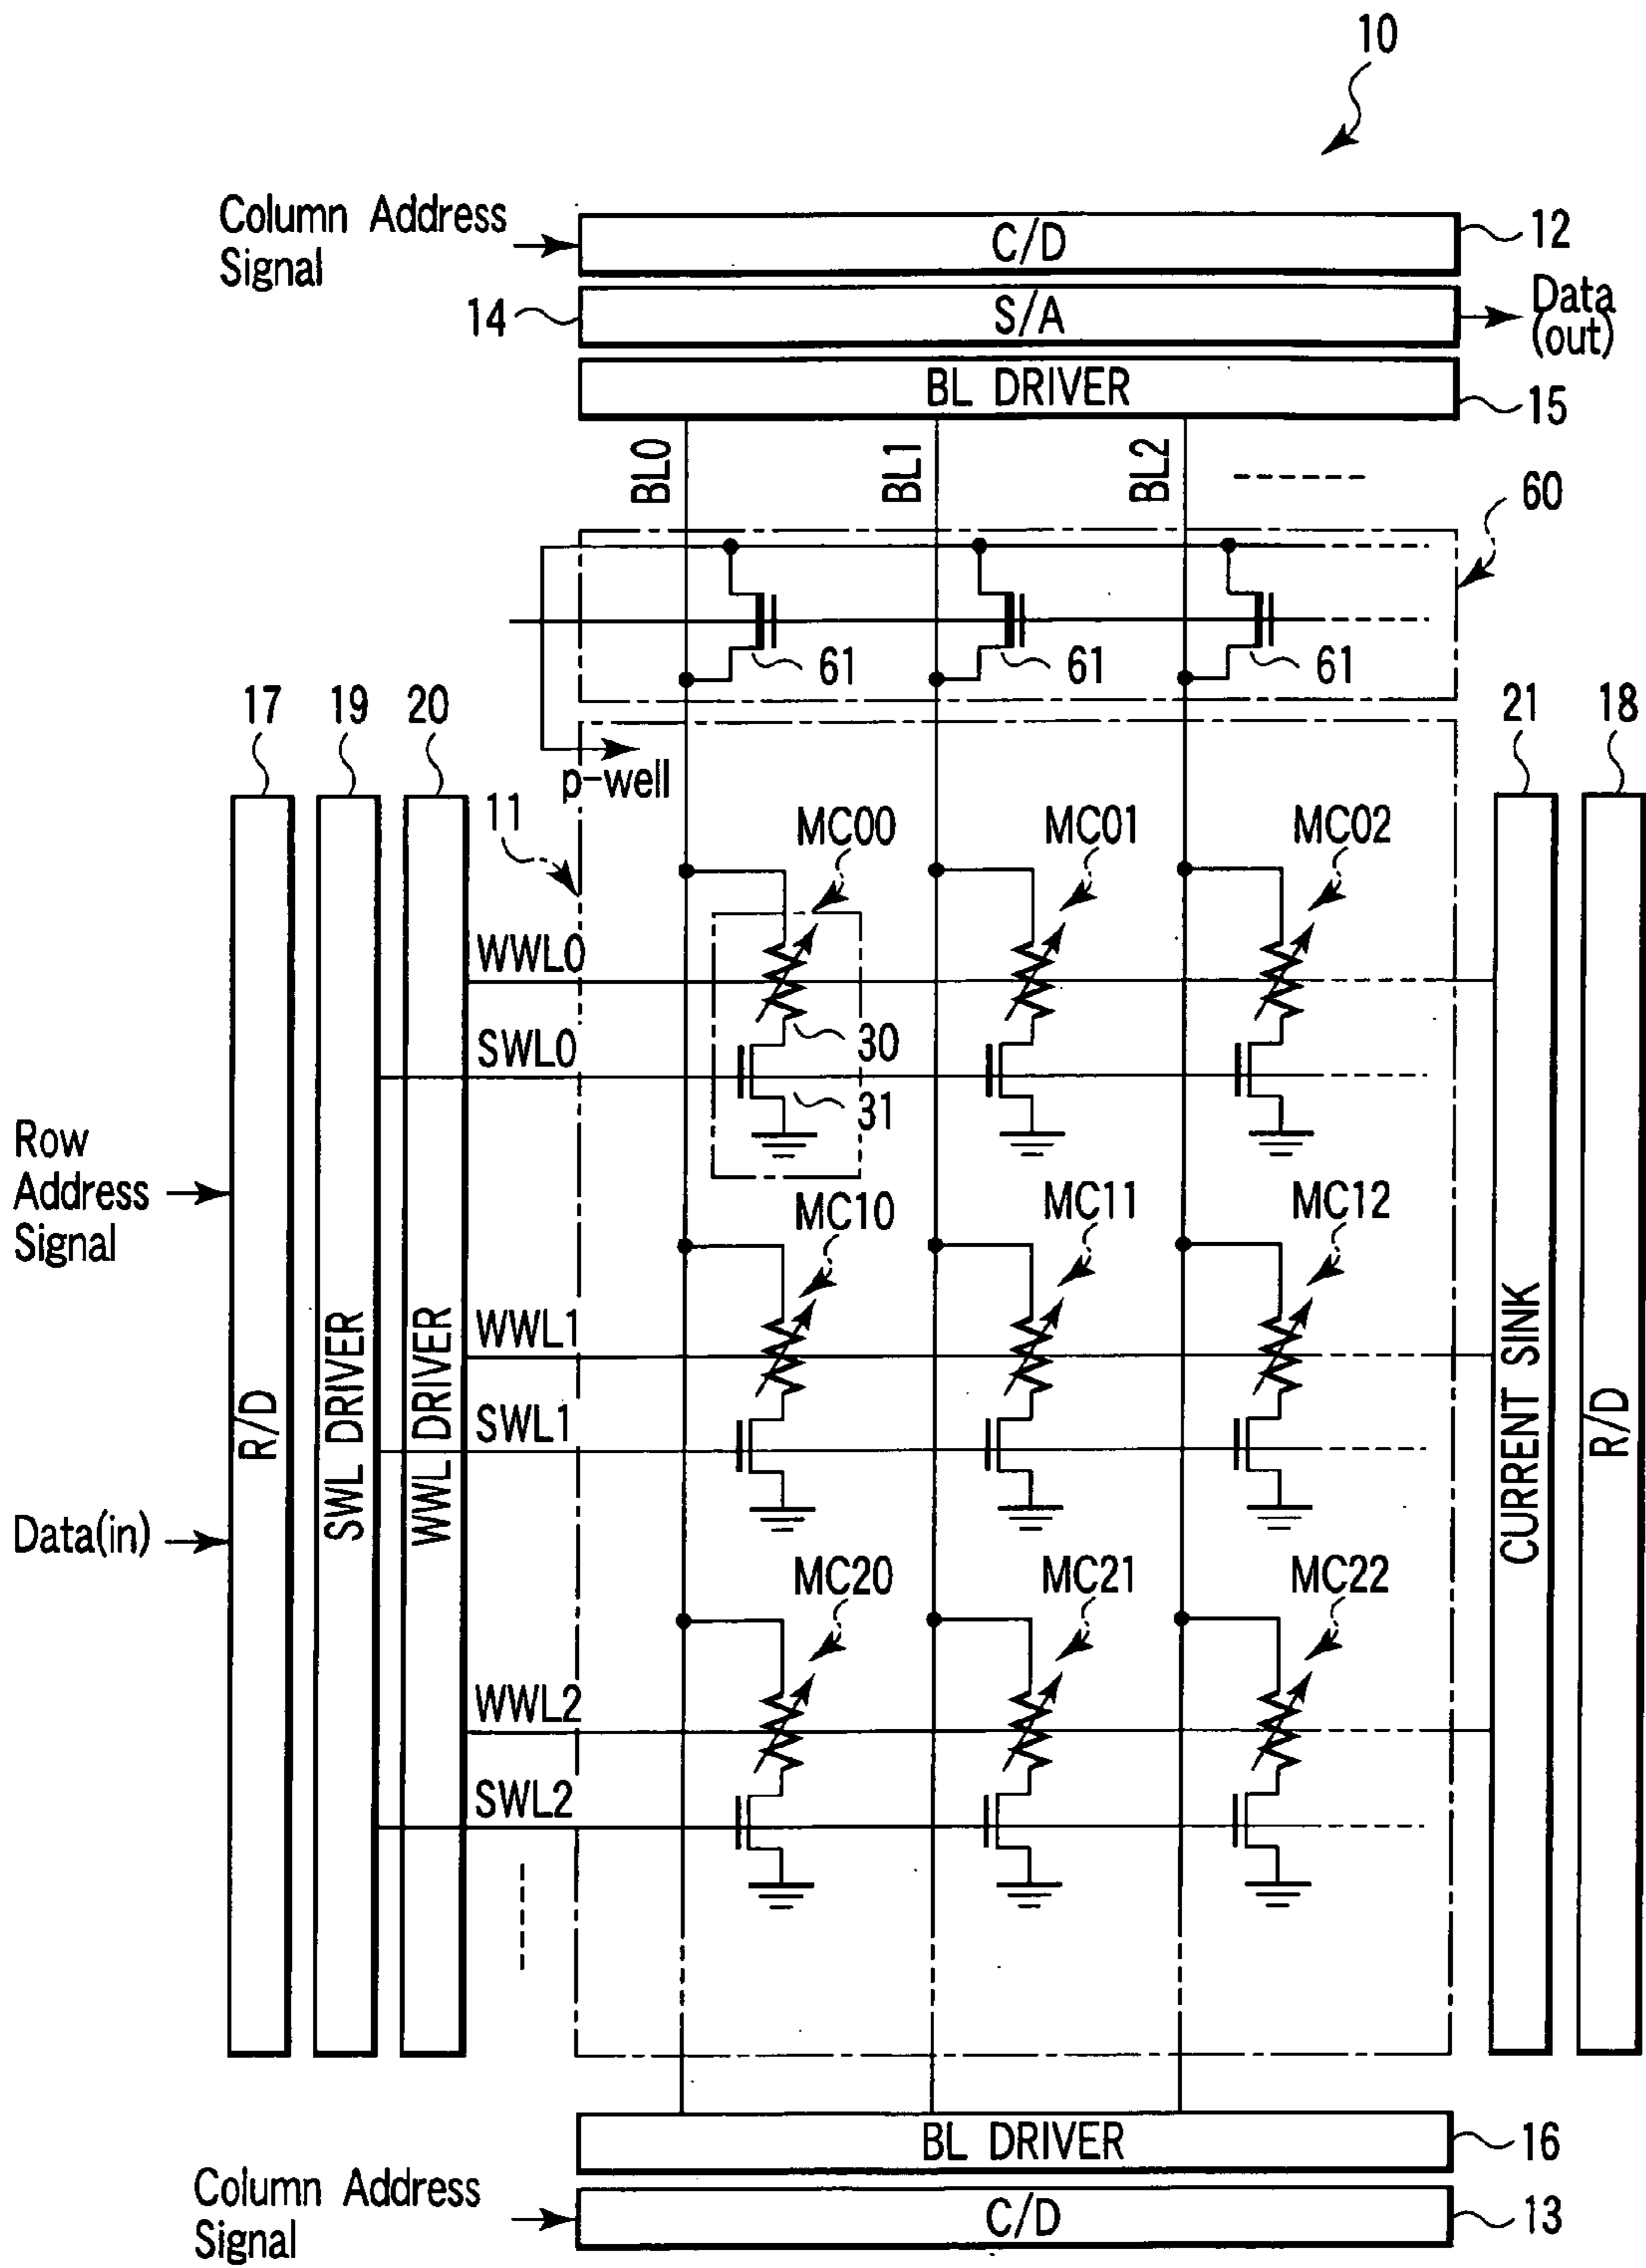 10
Column Address
Signal
C/D
12
14
S/A
Data
(out)
BL DRIVER
15
BL0
BL1
BL2
60
61
61
61
17
19
20
21
18
p-well
11
MC00
MC01
MC02
WWL0
30
SWL0
31
Row
Address
Signal
MC10
MC11
MC12
WWL1
SWL1
R/D
SWL DRIVER
WWL DRIVER
CURRENT SINK
R/D
Data(in)
MC20
MC21
MC22
WWL2
SWL2
BL DRIVER
16
Column Address
Signal
C/D
13